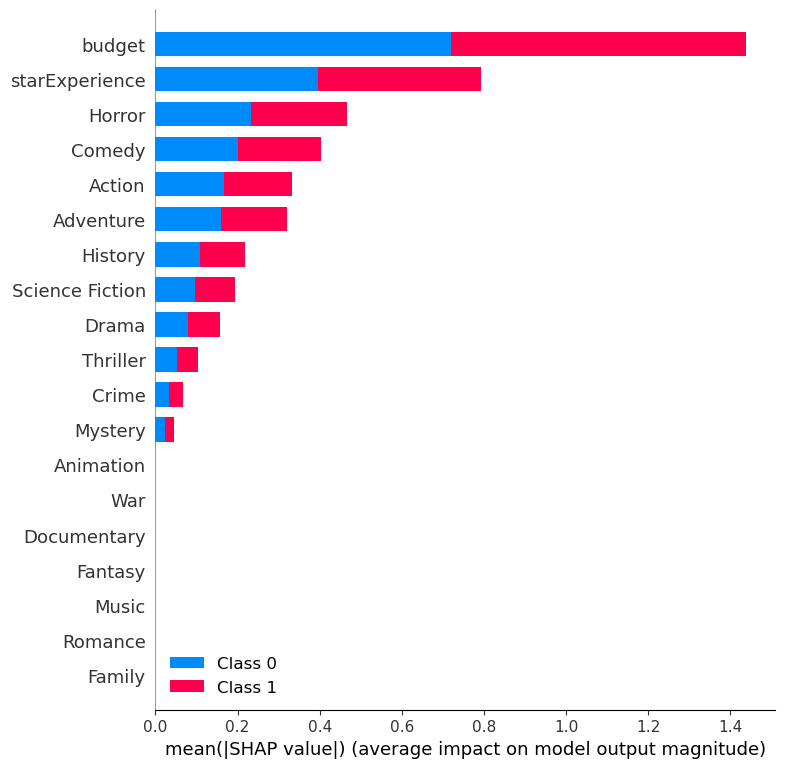 budget
starExperience
Horror
Comedy
Action
Adventure
History
Science Fiction
Drama
Thriller
Crime
Mystery
Animation
War
Documentary
Fantasy
Music
Romance
Family
Class 0
Class 1
0.0 0.2 0.4 0.6 0.8 1.0 1.2 1.4
mean(|SHAP value|) (average impact on model output magnitude)